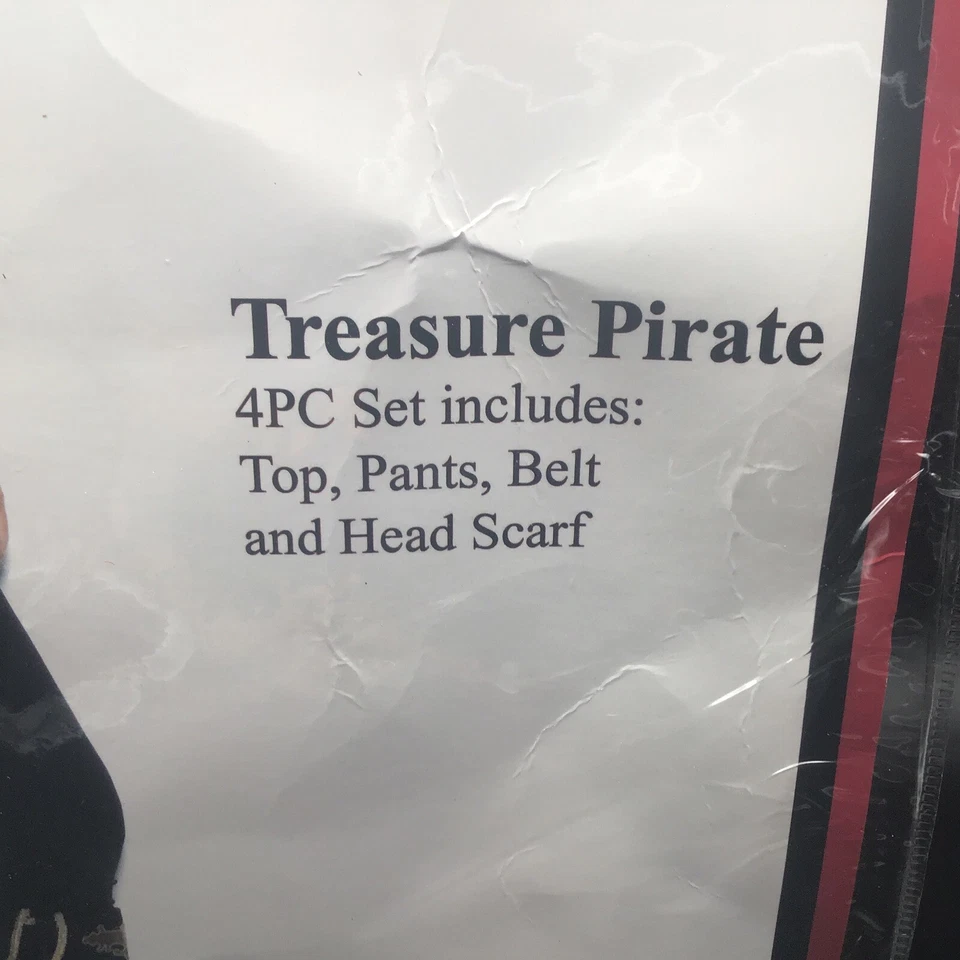 Treasure Pirate
4PC Set includes:
Top, Pants, Belt
and Head Scarf